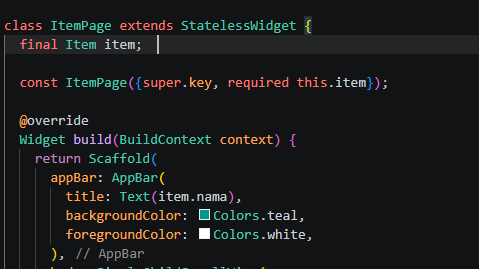 class ItemPage extends StatelessWidget {
final Item item;
const ItemPage({super.key, required this.item});
@override
Widget build(BuildContext context) {
return Scaffold(
appBar: AppBar(
title: Text(item.nama),
backgroundColor: Colors.teal,
foregroundColor: Colors.white,
), // AppBar